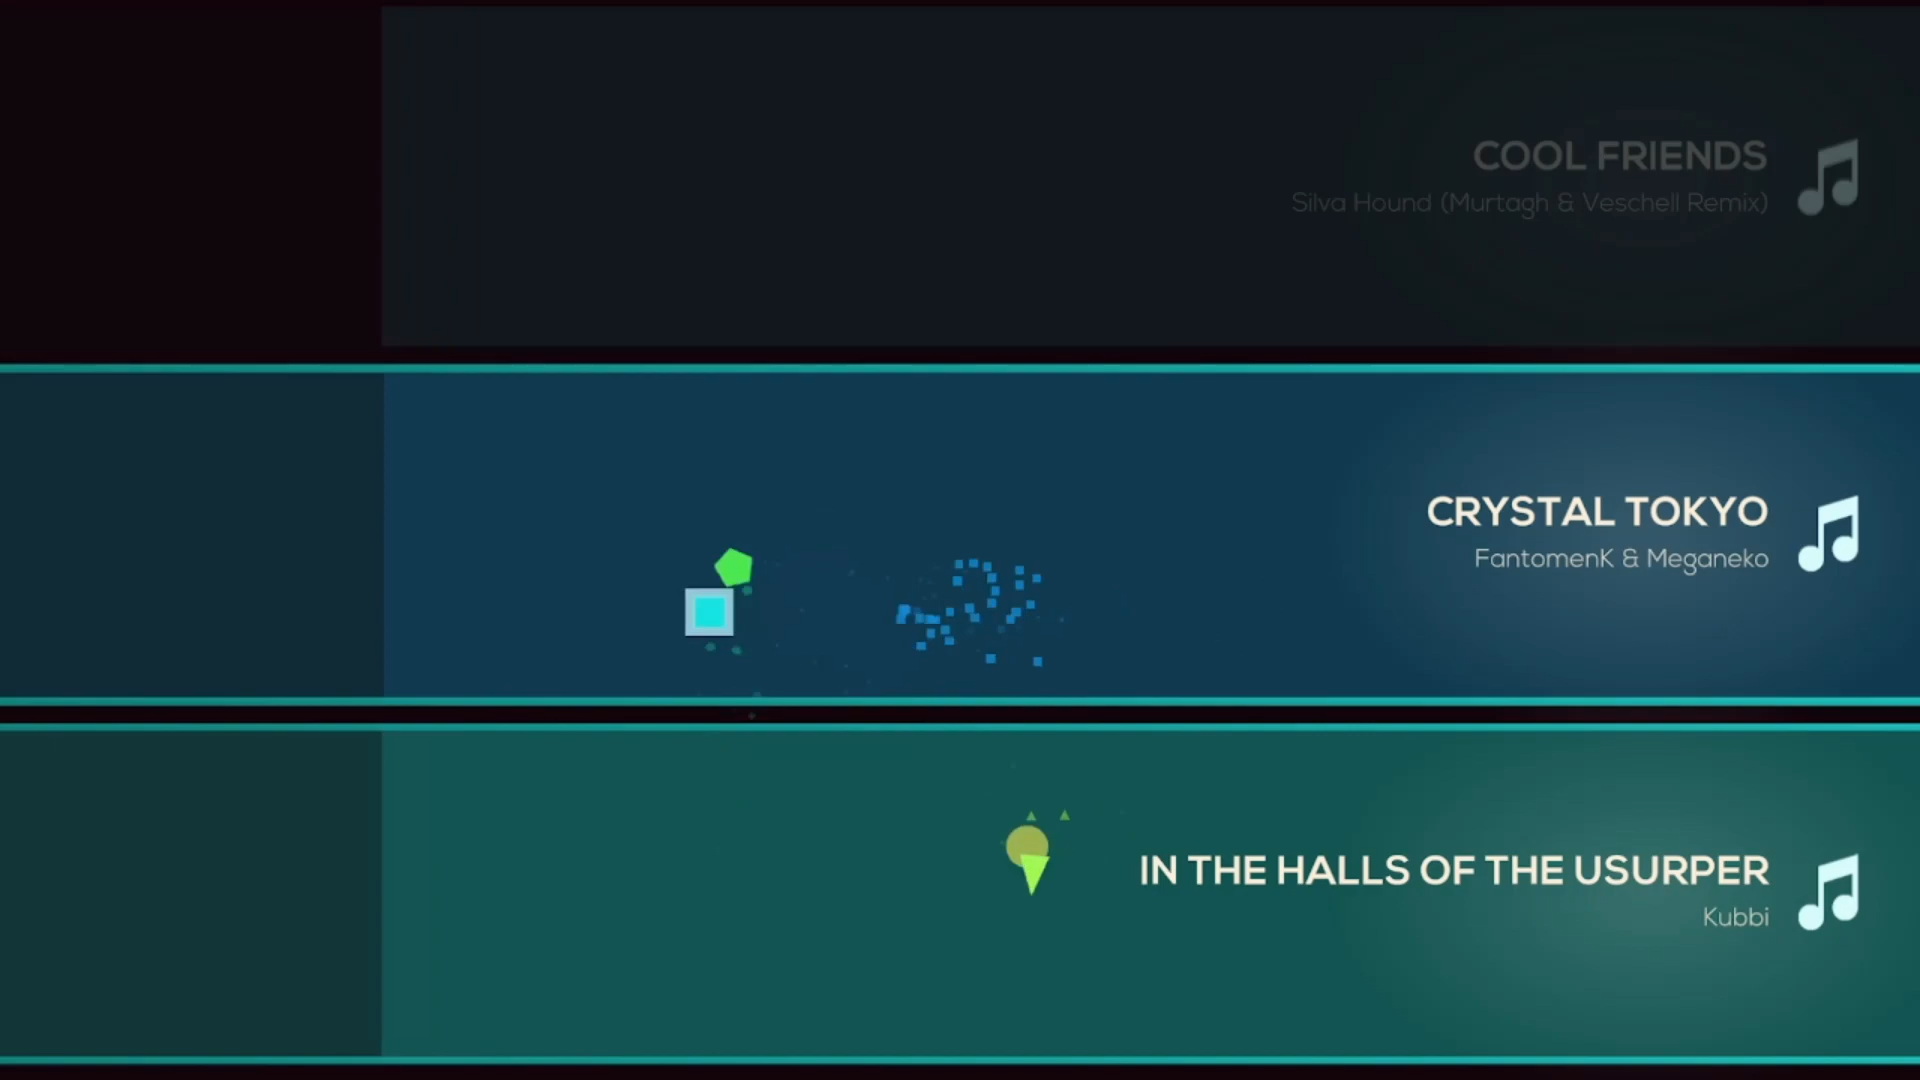 COOL FRIENDS
Silva Hound (Murtagh & Veschell Remix)
CRYSTAL TOKYO
FantomenK & Meganeko
IN THE HALLS OF THE USURPER
Kubbi